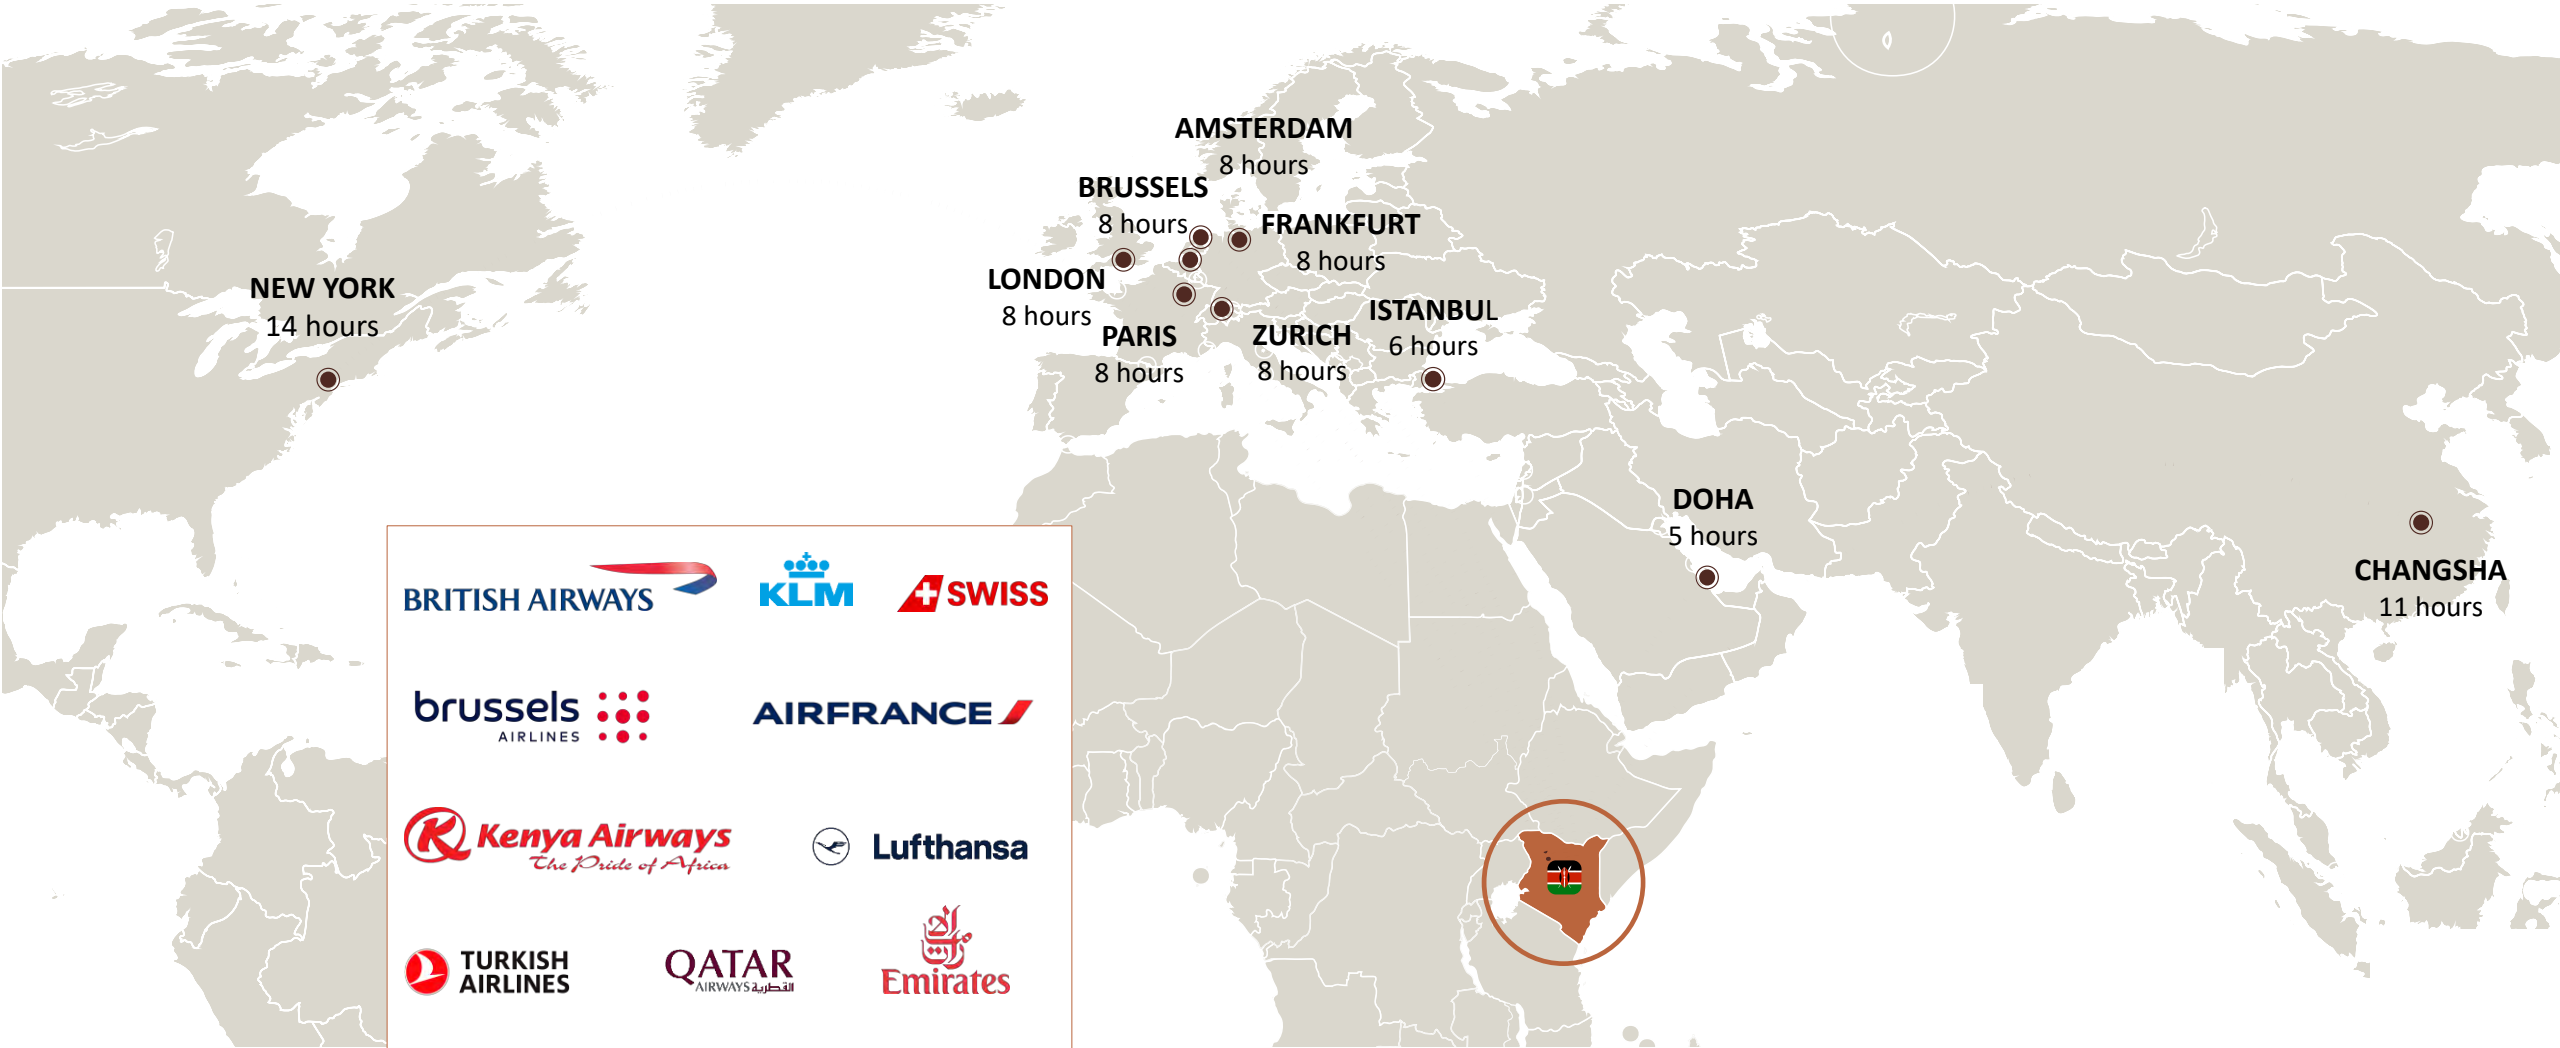 AMSTERDAM
8 hours
BRUSSELS
8 hours
FRANKFURT
8 hours
LONDON
8 hours
NEW YORK
14 hours
ISTANBUL
6 hours
PARIS
8 hours
ZURICH
8 hours
DOHA
5 hours
CHANGSHA
11 hours
BRITISH AIRWAYS
KLM
SWISS
brussels
AIRLINES
AIRFRANCE
Kenya Airways
The Pride of Africa
Lufthansa
TURKISH
AIRLINES
QATAR
AIRWAYS القطرية
Emirates